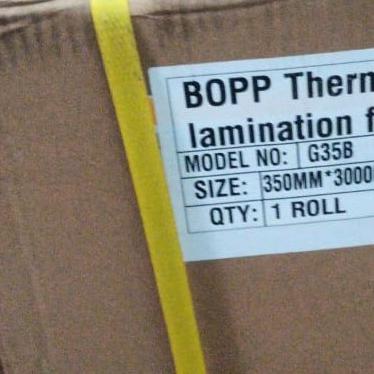 BOPP Therm
lamination f
MODEL NO: G35B
SIZE: 350MM*3000
QTY: 1 ROLL